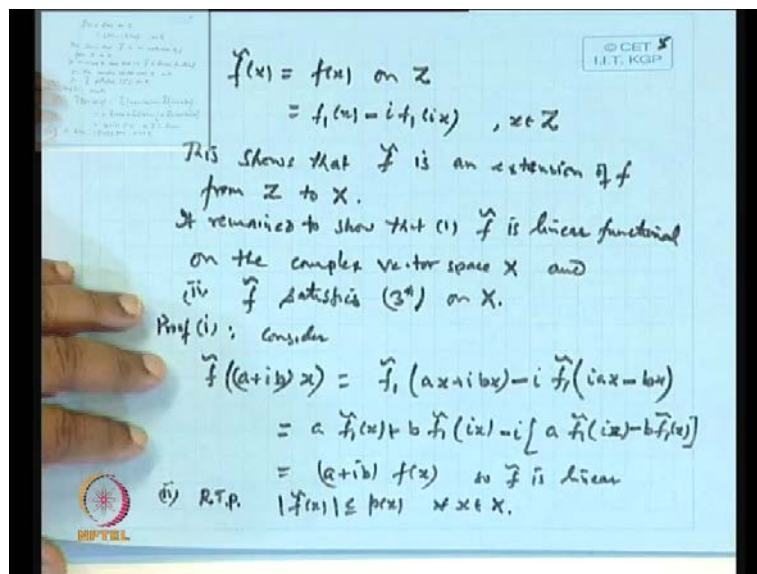 © CET
I.I.T. KGP
8
f̃(x) = f(x) on Z
= f₁(x) - i f₁(ix) , x∈Z
This shows that f̃ is an extension of f
from Z to X.
It remained to show that (i) f̃ is linear functional
on the complex vector space X and
(ii) f̃ satisfies (3*) on X.
Proof (i): Consider
f̃((a+ib)x) = f̃₁(ax+ibx) - i f̃₁(iax-bx)
= a f̃₁(x) + b f̃₁(ix) - i[a f̃₁(ix) - b f̃₁(x)]
= (a+ib) f(x) so f̃ is linear
(ii) R.T.P. |f̃(x)| ≤ p(x) ∀ x∈X.
NPTEL